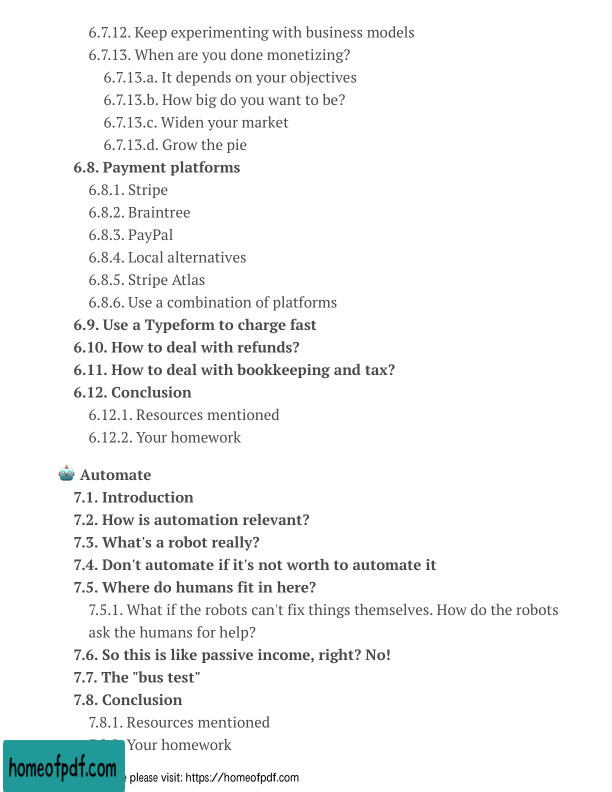 6.7.12. Keep experimenting with business models
6.7.13. When are you done monetizing?
6.7.13.a. It depends on your objectives
6.7.13.b. How big do you want to be?
6.7.13.c. Widen your market
6.7.13.d. Grow the pie
6.8. Payment platforms
6.8.1. Stripe
6.8.2. Braintree
6.8.3. PayPal
6.8.4. Local alternatives
6.8.5. Stripe Atlas
6.8.6. Use a combination of platforms
6.9. Use a Typeform to charge fast
6.10. How to deal with refunds?
6.11. How to deal with bookkeeping and tax?
6.12. Conclusion
6.12.1. Resources mentioned
6.12.2. Your homework
Automate
7.1. Introduction
7.2. How is automation relevant?
7.3. What's a robot really?
7.4. Don't automate if it's not worth to automate it
7.5. Where do humans fit in here?
7.5.1. What if the robots can't fix things themselves. How do the robots
ask the humans for help?
7.6. So this is like passive income, right? No!
7.7. The "bus test"
7.8. Conclusion
7.8.1. Resources mentioned
Your homework
homeofpdf.com
please visit: https://homeofpdf.com